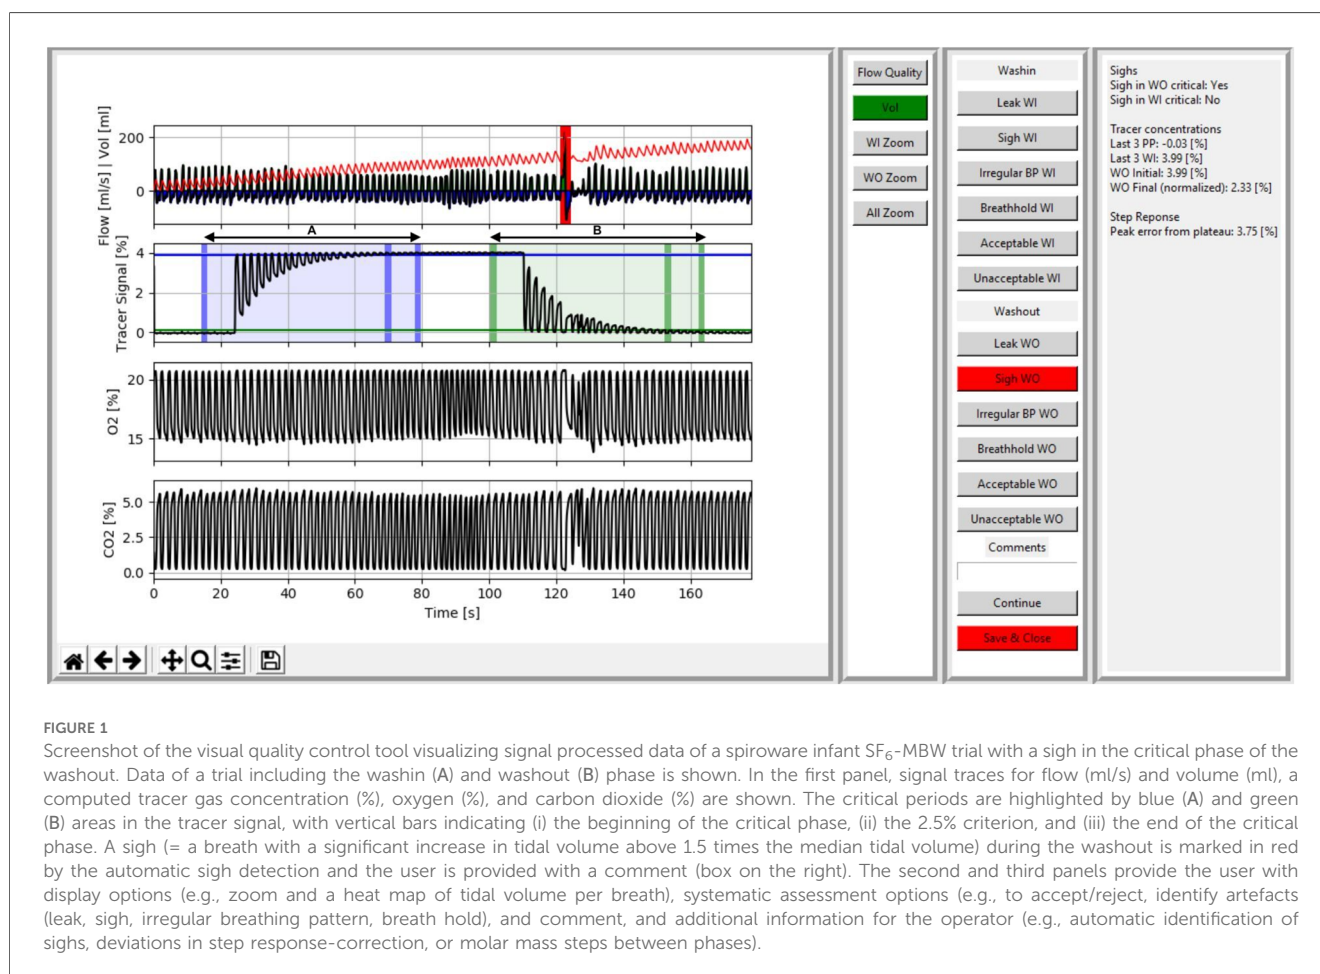 Flow [ml/s] | Vol [ml]
200
0
A
B
Tracer Signal [%]
4
2
0
O2 [%]
20
15
CO2 [%]
5.0
2.5
0.0
0 20 40 60 80 100 120 140 160
Time [s]
Flow Quality
Vol
WI Zoom
WO Zoom
All Zoom
Washin
Leak WI
Sigh WI
Irregular BP WI
Breathhold WI
Acceptable WI
Unacceptable WI
Washout
Leak WO
Sigh WO
Irregular BP WO
Breathhold WO
Acceptable WO
Unacceptable WO
Comments
Continue
Save & Close
Sighs
Sigh in WO critical: Yes
Sigh in WI critical: No
Tracer concentrations
Last 3 PP: -0.03 [%]
Last 3 WI: 3.99 [%]
WO Initial: 3.99 [%]
WO Final (normalized): 2.33 [%]
Step Reponse
Peak error from plateau: 3.75 [%]
FIGURE 1
Screenshot of the visual quality control tool visualizing signal processed data of a spiroware infant SF6-MBW trial with a sigh in the critical phase of the
washout. Data of a trial including the washin (A) and washout (B) phase is shown. In the first panel, signal traces for flow (ml/s) and volume (ml), a
computed tracer gas concentration (%), oxygen (%), and carbon dioxide (%) are shown. The critical periods are highlighted by blue (A) and green
(B) areas in the tracer signal, with vertical bars indicating (i) the beginning of the critical phase, (ii) the 2.5% criterion, and (iii) the end of the critical
phase. A sigh (= a breath with a significant increase in tidal volume above 1.5 times the median tidal volume) during the washout is marked in red
by the automatic sigh detection and the user is provided with a comment (box on the right). The second and third panels provide the user with
display options (e.g., zoom and a heat map of tidal volume per breath), systematic assessment options (e.g., to accept/reject, identify artefacts
(leak, sigh, irregular breathing pattern, breath hold), and comment, and additional information for the operator (e.g., automatic identification of
sighs, deviations in step response-correction, or molar mass steps between phases).